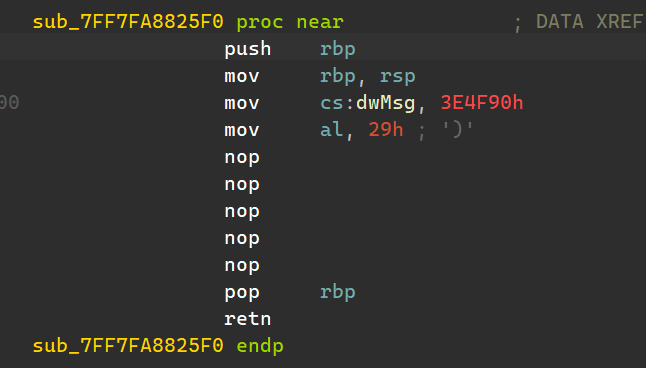 sub_7FF7FA8825F0 proc near ; DATA XREF
push rbp
mov rbp, rsp
00 mov cs:dwMsg, 3E4F90h
mov al, 29h ; ')'
nop
nop
nop
nop
nop
pop rbp
retn
sub_7FF7FA8825F0 endp